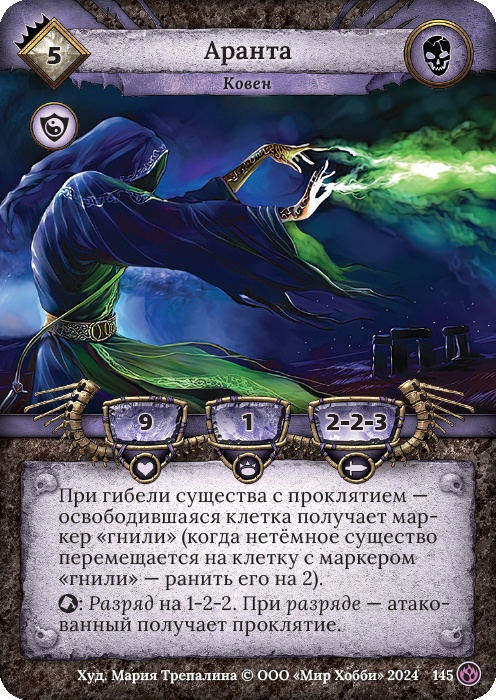 5
Аранта
Ковен
9
1
2-2-3
При гибели существа с проклятием —
освободившаяся клетка получает мар-
кер «гнили» (когда нетёмное существо
перемещается на клетку с маркером
«гнили» — ранить его на 2).
: Разряд на 1-2-2. При разряде — атако-
ванный получает проклятие.
Худ. Мария Трепалина © ООО «Мир Хобби» 2024 145